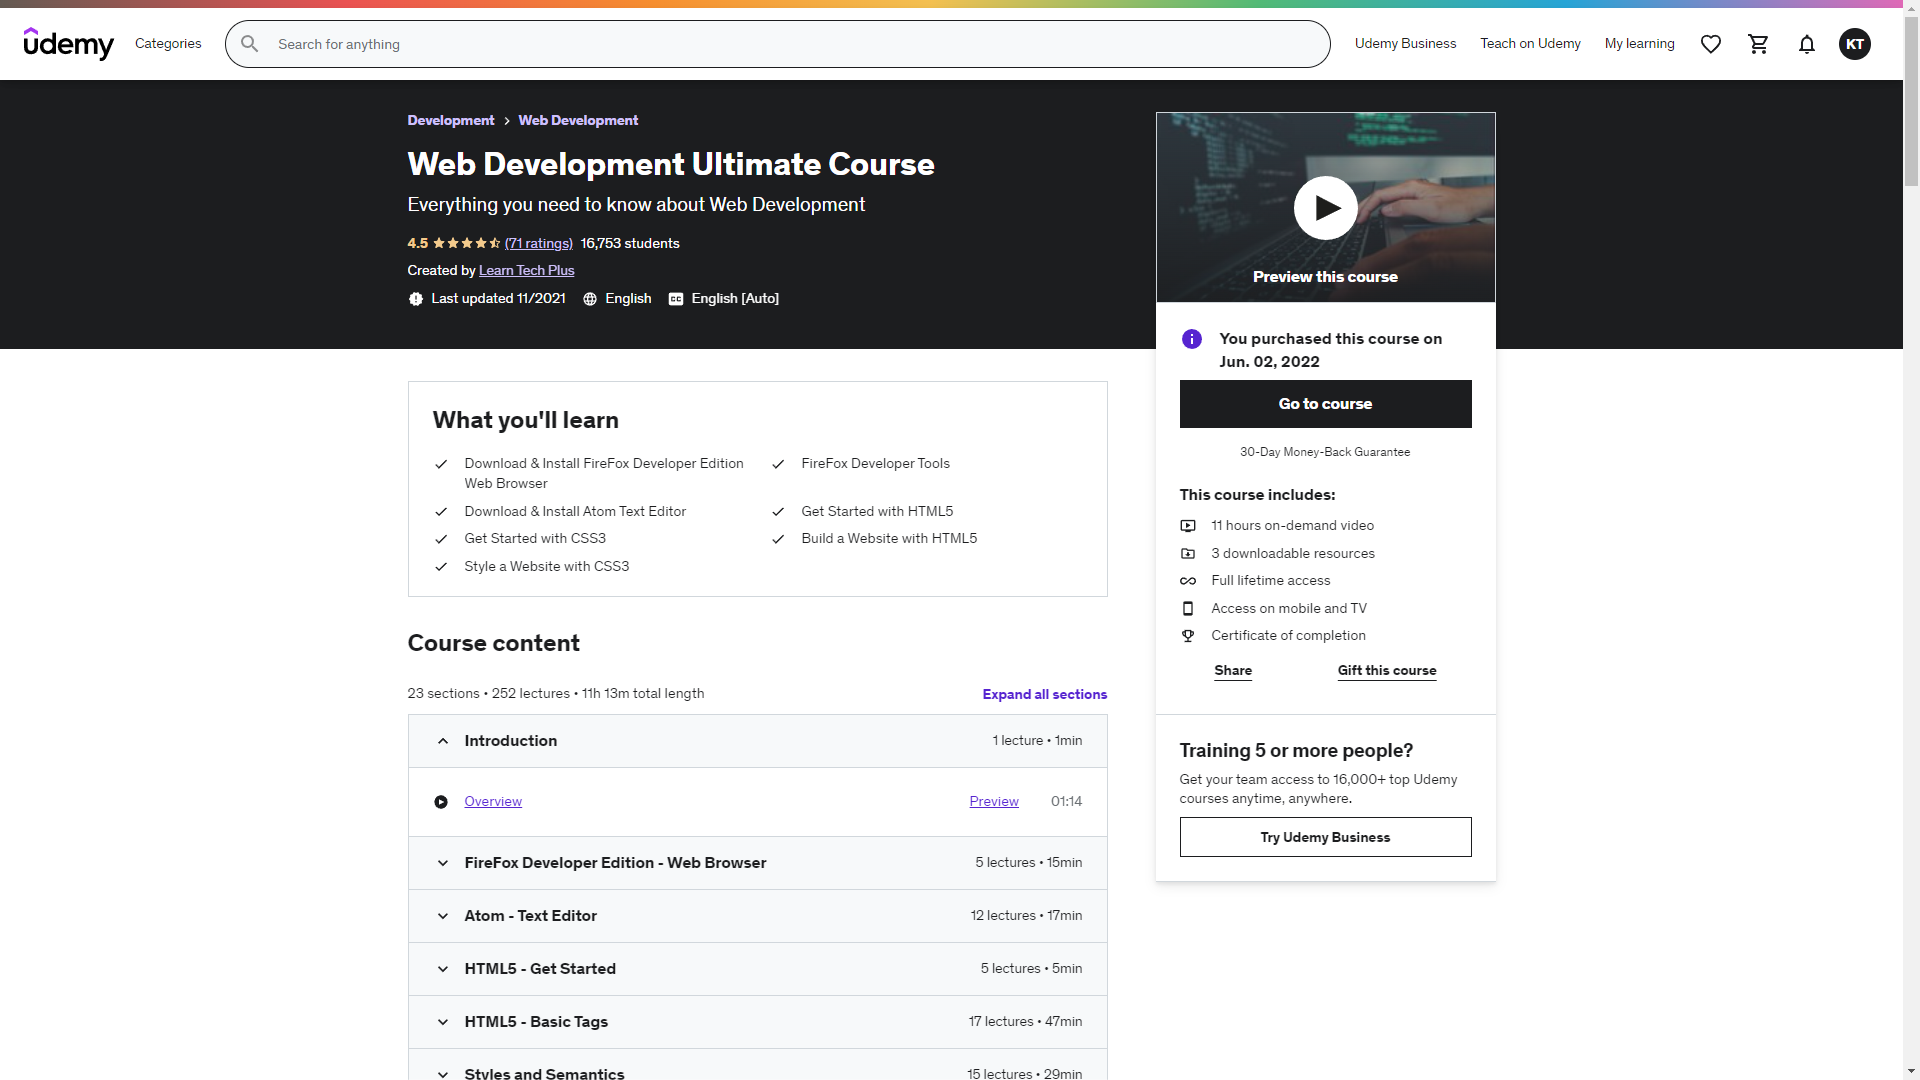 udemy
Categories
Search for anything
Udemy Business
Teach on Udemy
My learning
KT
Development
Web Development
Web Development Ultimate Course
Everything you need to know about Web Development
4.5 (71 ratings) 16,753 students
Created by Learn Tech Plus
Last updated 11/2021 English CC English [Auto]
Preview this course
You purchased this course on
Jun. 02, 2022
Go to course
30-Day Money-Back Guarantee
This course includes:
11 hours on-demand video
3 downloadable resources
Full lifetime access
Access on mobile and TV
Certificate of completion
Share
Gift this course
Training 5 or more people?
Get your team access to 16,000+ top Udemy
courses anytime, anywhere.
Try Udemy Business
What you'll learn
Download & Install FireFox Developer Edition
Web Browser
FireFox Developer Tools
Download & Install Atom Text Editor
Get Started with HTML5
Get Started with CSS3
Build a Website with HTML5
Style a Website with CSS3
Course content
23 sections • 252 lectures • 11h 13m total length
Expand all sections
Introduction
1 lecture • 1min
Overview
Preview
01:14
FireFox Developer Edition - Web Browser
5 lectures • 15min
Atom - Text Editor
12 lectures • 17min
HTML5 - Get Started
5 lectures • 5min
HTML5 - Basic Tags
17 lectures • 47min
Styles and Semantics
15 lectures • 29min